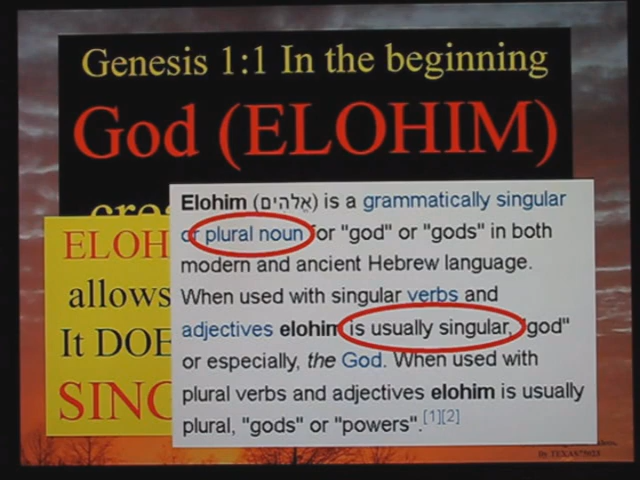 Genesis 1:1 In the beginning
God (ELOHIM)
ELOH
allows
It DOE
SING
Elohim (אֱלֹהִים) is a grammatically singular
or plural noun for "god" or "gods" in both
modern and ancient Hebrew language.
When used with singular verbs and
adjectives elohim is usually singular, "god"
or especially, the God. When used with
plural verbs and adjectives elohim is usually
plural, "gods" or "powers".[1][2]